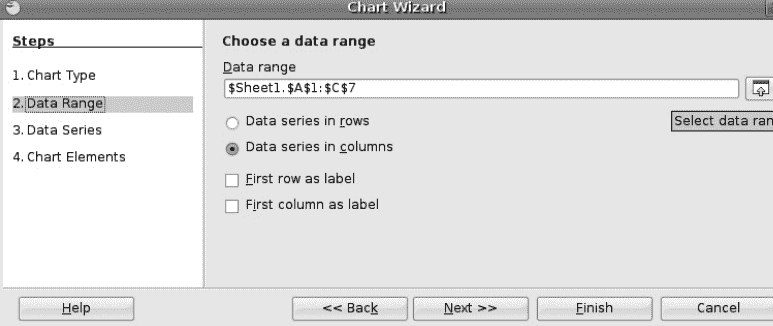 Chart Wizard
Steps
1. Chart Type
2. Data Range
3. Data Series
4. Chart Elements
Choose a data range
Data range
$Sheet1.$A$1:$C$7
Data series in rows
Select data ran
Data series in columns
First row as label
First column as label
Help
<< Back
Next >>
Finish
Cancel